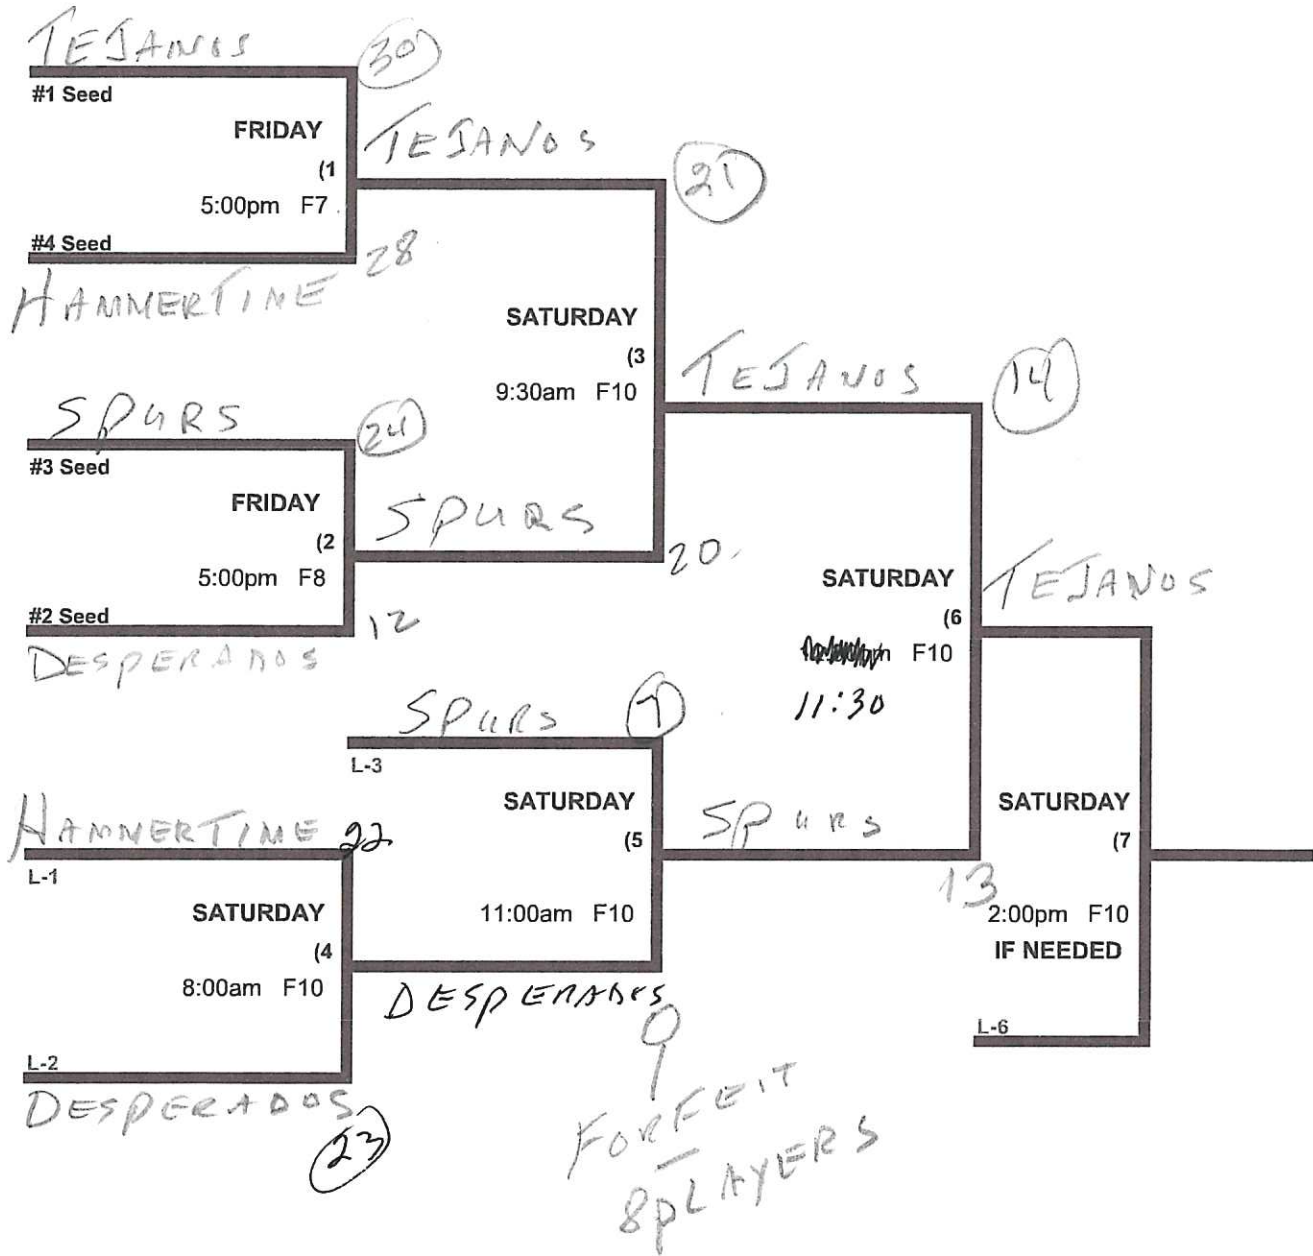 TEJANOS
30
#1 Seed
FRIDAY
(1
5:00pm F7
TEJANOS
21
#4 Seed
28
HAMMERTIME
SATURDAY
(3
9:30am F10
TEJANOS
14
SPURS
24
#3 Seed
FRIDAY
(2
5:00pm F8
SPURS
20
#2 Seed
12
DESPERADOS
SATURDAY
(6
F10
11:30
TEJANOS
SPURS
7
L-3
SATURDAY
(5
11:00am F10
SPURS
13
HAMMERTIME 22
L-1
SATURDAY
(4
8:00am F10
DESPERADOS
0
FORFEIT
8 PLAYERS
L-2
DESPERADOS
23
SATURDAY
(7
2:00pm F10
IF NEEDED
L-6